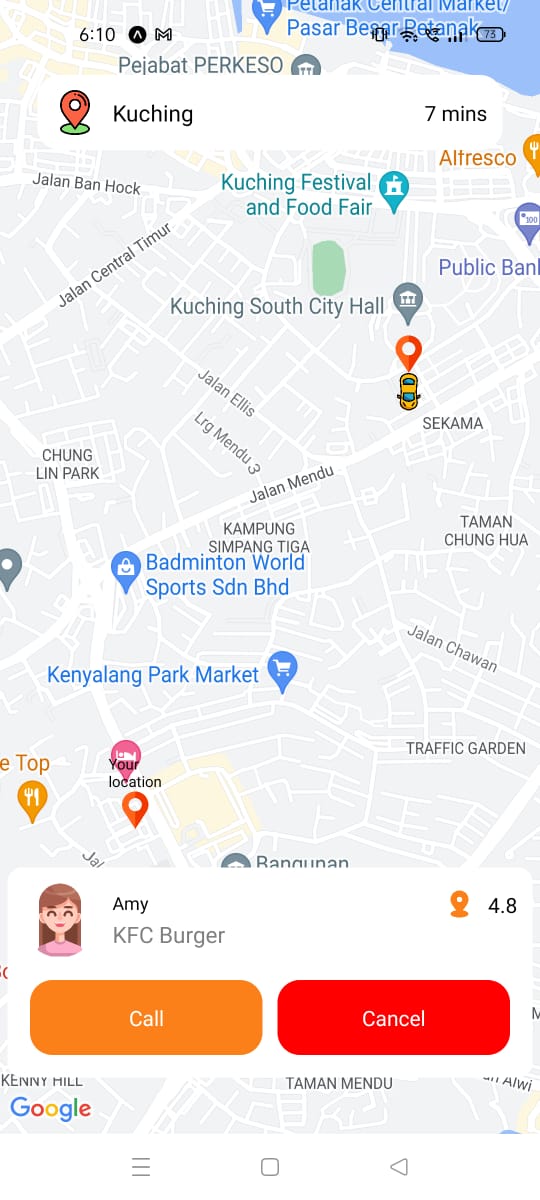 Petanak Central Market/
Pasar Besar Petanak
6:10
73
Pejabat PERKESO
Kuching
7 mins
Altresco
Jalan Ban Hock
Kuching Festival
and Food Fair
100
Jalan Central Timur
Public Bank
Kuching South City Hall
Jalan Ellis
SEKAMA
Lrg Mendu 3
CHUNG
LIN PARK
Jalan Mendu
KAMPUNG
SIMPANG TIGA
TAMAN
CHUNG HUA
Badminton World
Sports Sdn Bhd
Jalan Chawan
Kenyalang Park Market
TRAFFIC GARDEN
e Top
Your
location
Jal
Bangunan
Amy
4.8
KFC Burger
Call
Cancel
KENNY HILL
TAMAN MENDU
Alwi
Google